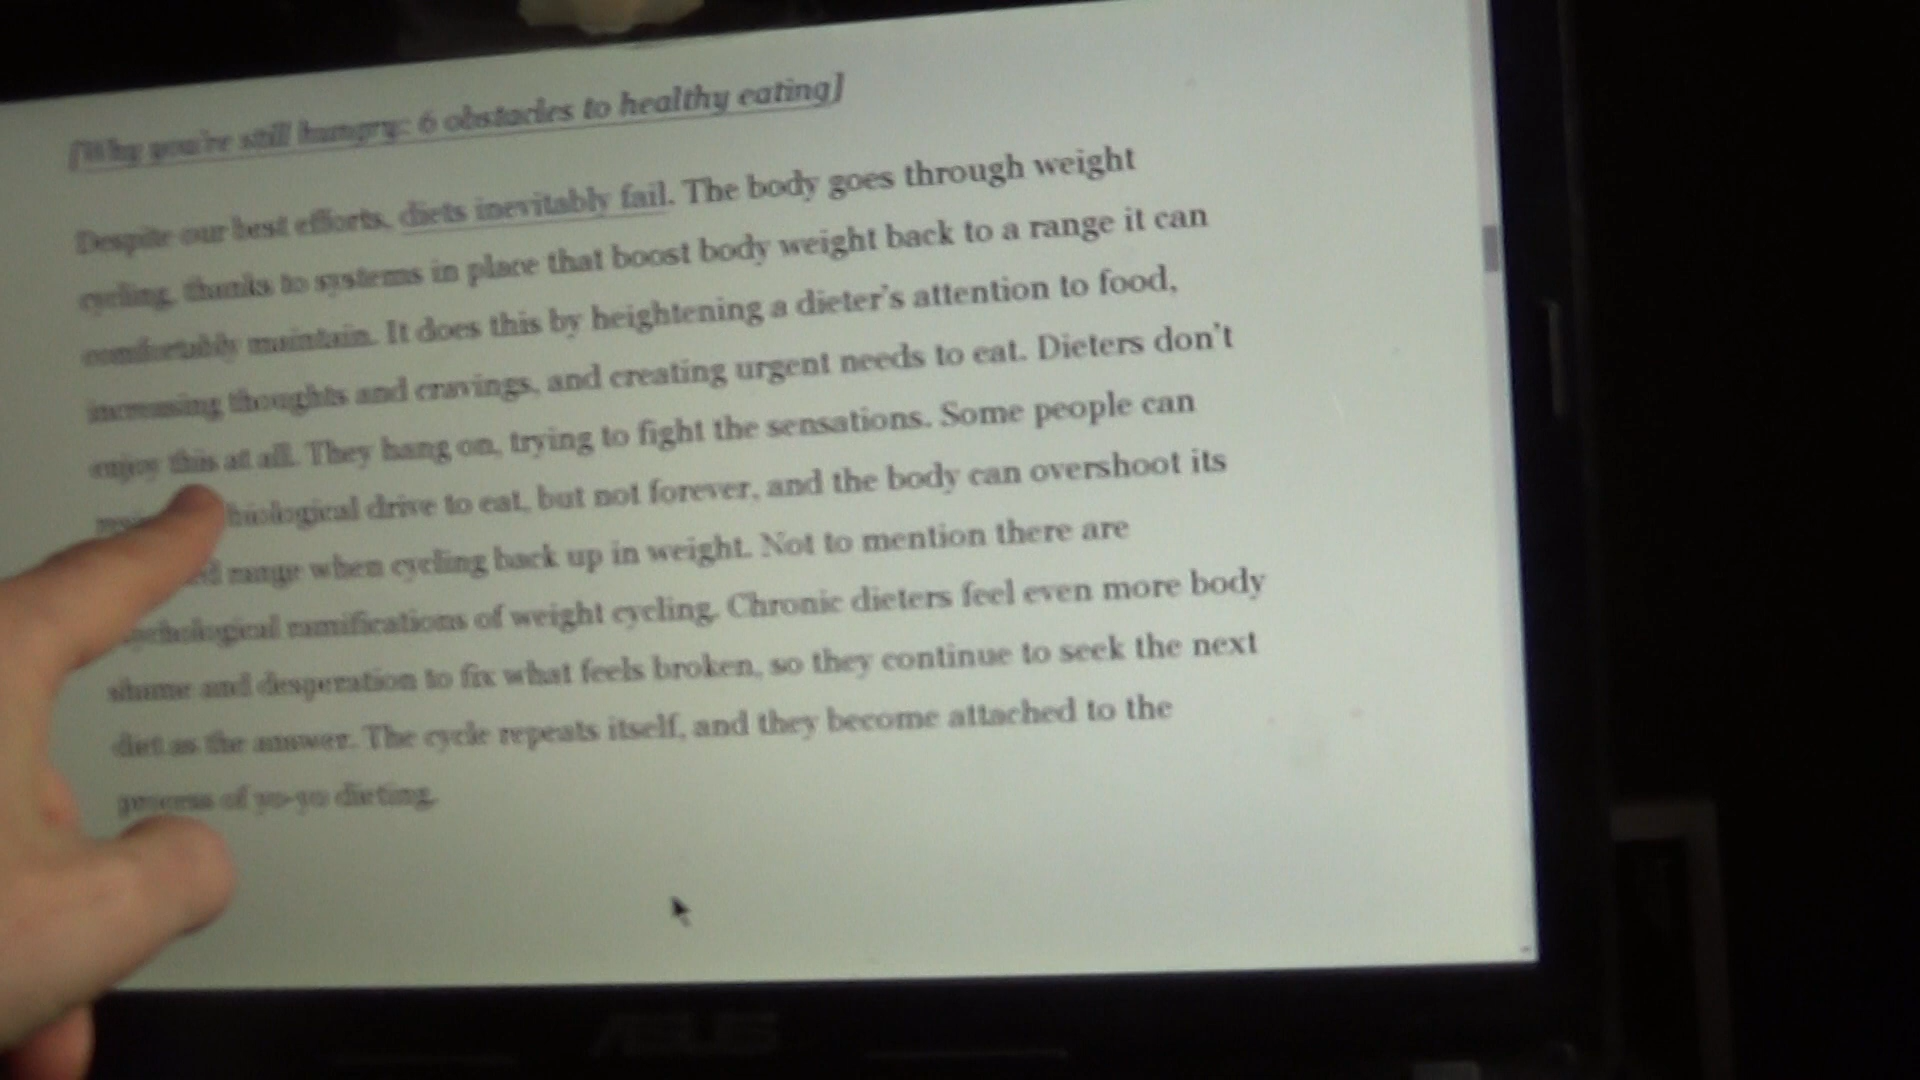 [Why you're still hungry: 6 obstacles to healthy eating]
Despite our best efforts, diets inevitably fail. The body goes through weight
cycling, thanks to systems in place that boost body weight back to a range it can
comfortably maintain. It does this by heightening a dieter's attention to food,
increasing thoughts and cravings, and creating urgent needs to eat. Dieters don't
enjoy this at all. They hang on, trying to fight the sensations. Some people can
biological drive to eat, but not forever, and the body can overshoot its
range when cycling back up in weight. Not to mention there are
ramifications of weight cycling. Chronic dieters feel even more body
shame and desperation to fix what feels broken, so they continue to seek the next
diet as the answer. The cycle repeats itself, and they become attached to the
process of yo-yo dieting.
ASUS